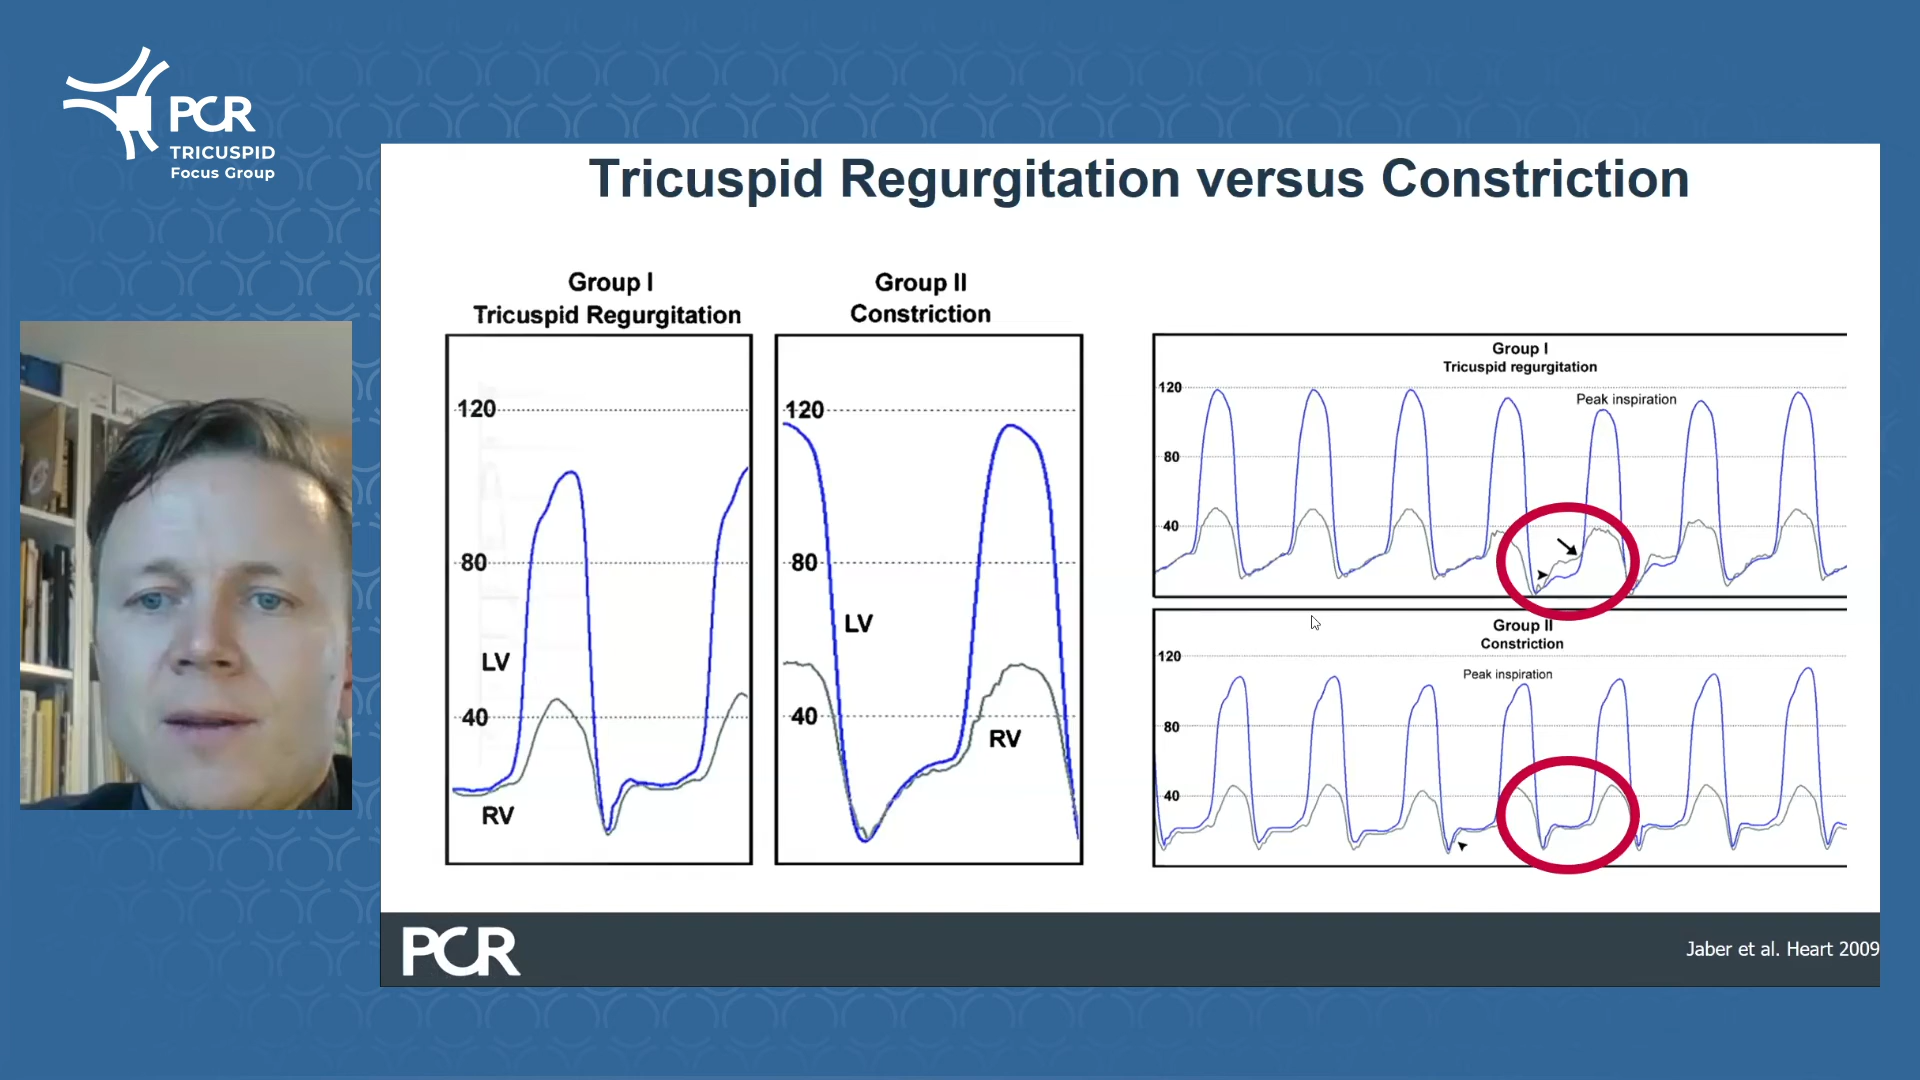 PCR
TRICUSPID
Focus Group
Tricuspid Regurgitation versus Constriction
Group I
Tricuspid Regurgitation
120
80
LV
40
RV
Group II
Constriction
120
80
LV
40
RV
Group I
Tricuspid regurgitation
120
Peak inspiration
80
40
Group II
Constriction
120
Peak inspiration
80
40
PCR
Jaber et al. Heart 2009